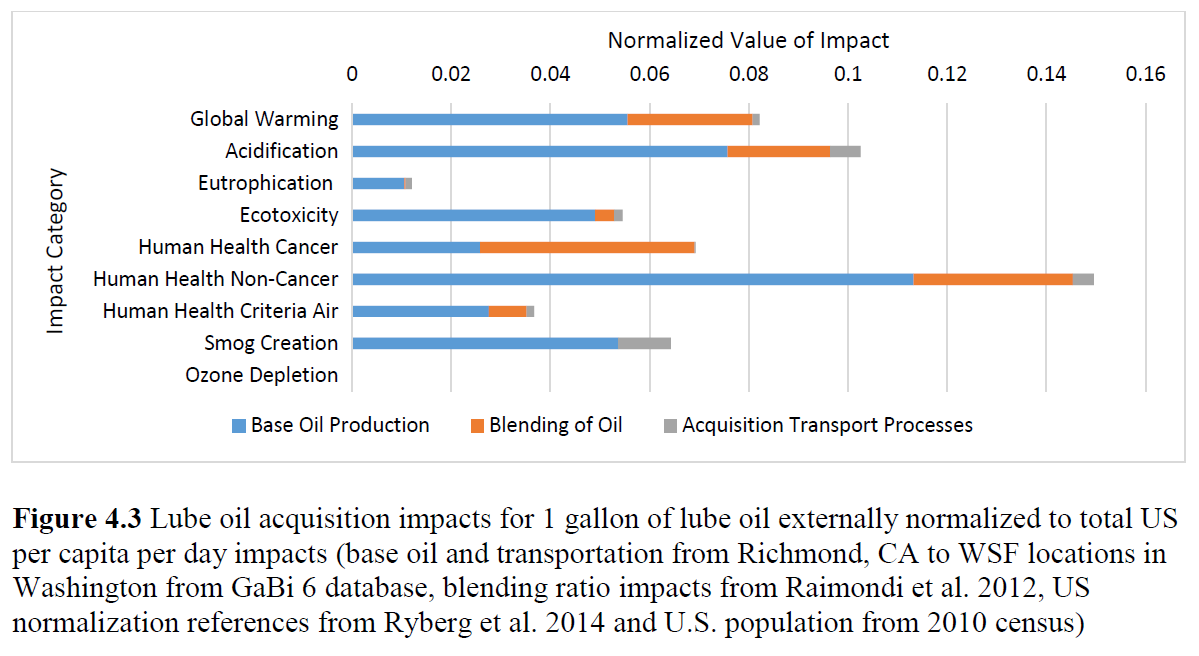 Normalized Value of Impact
0 0.02 0.04 0.06 0.08 0.1 0.12 0.14 0.16
Impact Category
Global Warming
Acidification
Eutrophication
Ecotoxicity
Human Health Cancer
Human Health Non-Cancer
Human Health Criteria Air
Smog Creation
Ozone Depletion
Base Oil Production Blending of Oil Acquisition Transport Processes
Figure 4.3 Lube oil acquisition impacts for 1 gallon of lube oil externally normalized to total US
per capita per day impacts (base oil and transportation from Richmond, CA to WSF locations in
Washington from GaBi 6 database, blending ratio impacts from Raimondi et al. 2012, US
normalization references from Ryberg et al. 2014 and U.S. population from 2010 census)